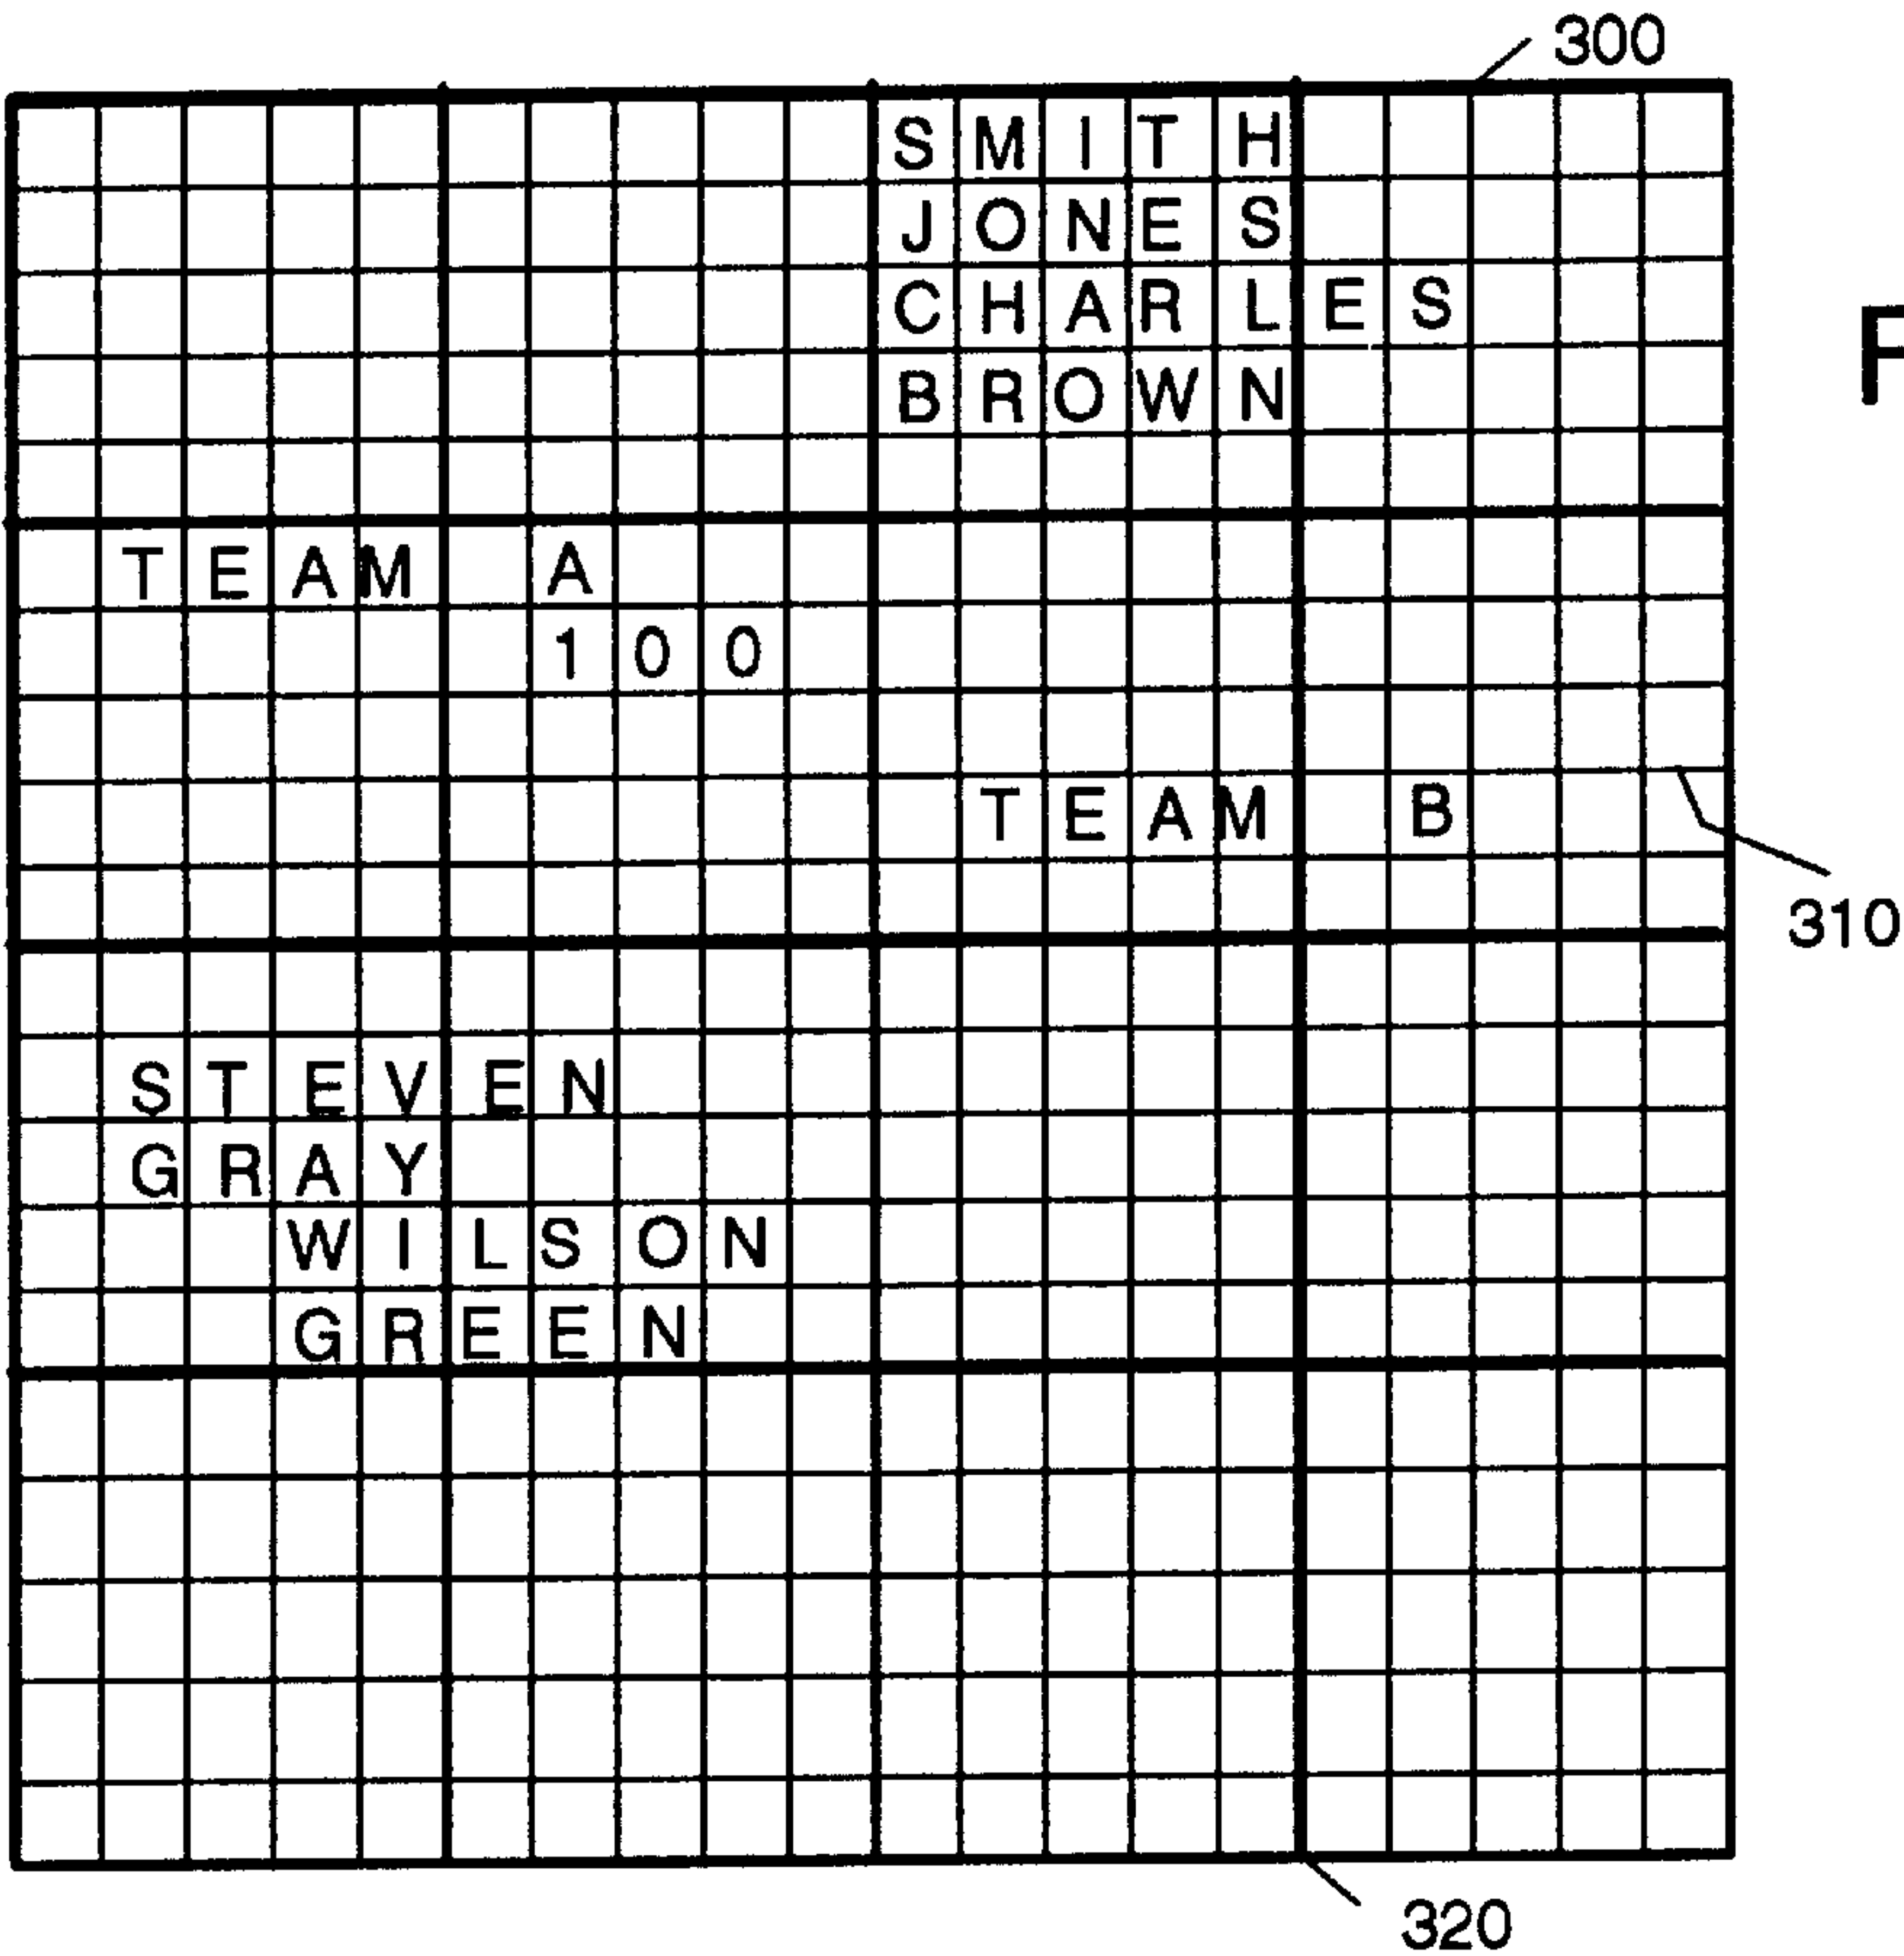 300
SMITH
JONES
CHARLES
BROWN
F
TEAM A
100
TEAM B
310
STEVEN
GRAY
WILSON
GREEN
320